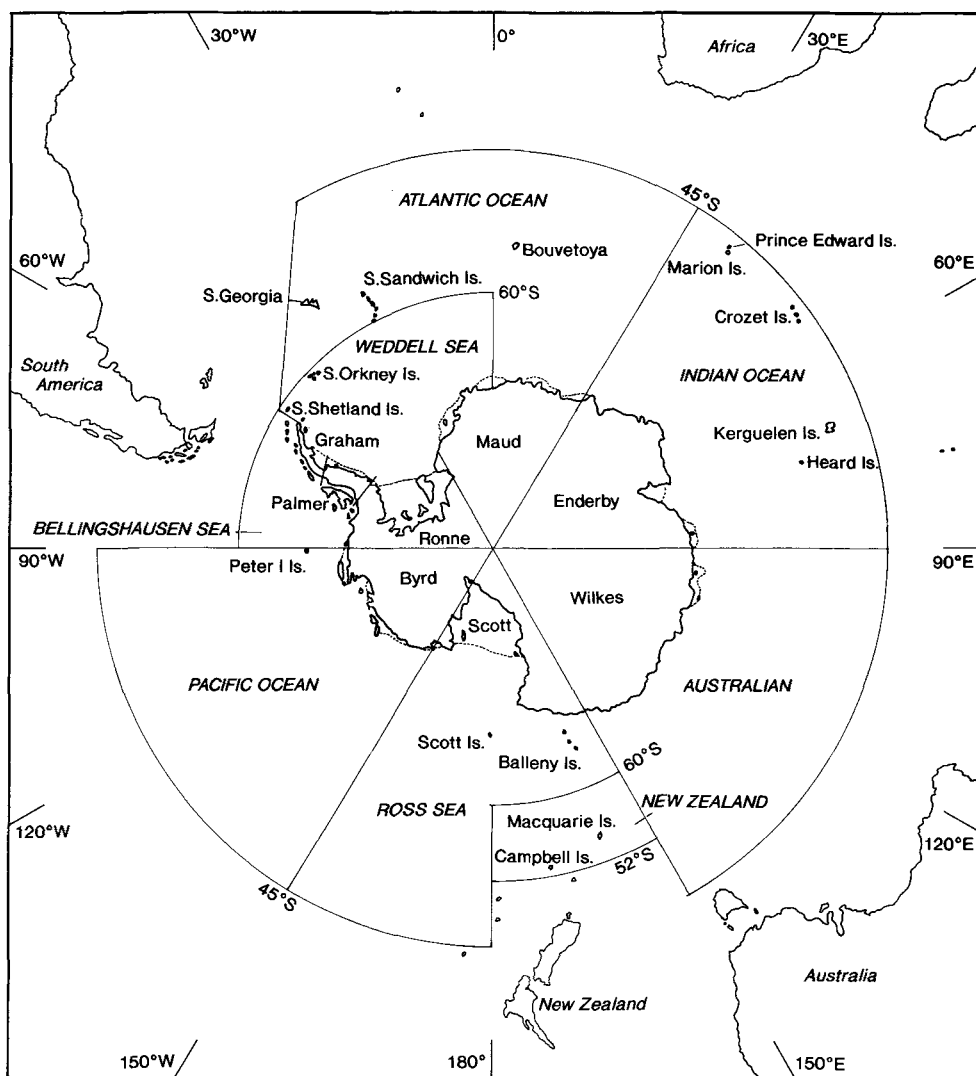 30°W
0°
Africa
30°E
45°S
ATLANTIC OCEAN
Bouvetoya
Prince Edward Is.
Marion Is.
60°W
60°E
S.Sandwich Is.
60°S
S.Georgia
Crozet Is.
WEDDELL SEA
South
America
S.Orkney Is.
INDIAN OCEAN
S.Shetland Is.
Graham
Maud
Kerguelen Is.
Heard Is.
Palmer
Enderby
BELLINGSHAUSEN SEA
Ronne
90°W
90°E
Peter I Is.
Byrd
Wilkes
Scott
PACIFIC OCEAN
AUSTRALIAN
Scott Is.
Balleny Is.
60°S
ROSS SEA
NEW ZEALAND
Macquarie Is.
120°W
120°E
Campbell Is.
52°S
45°S
Australia
New Zealand
150°W
180°
150°E